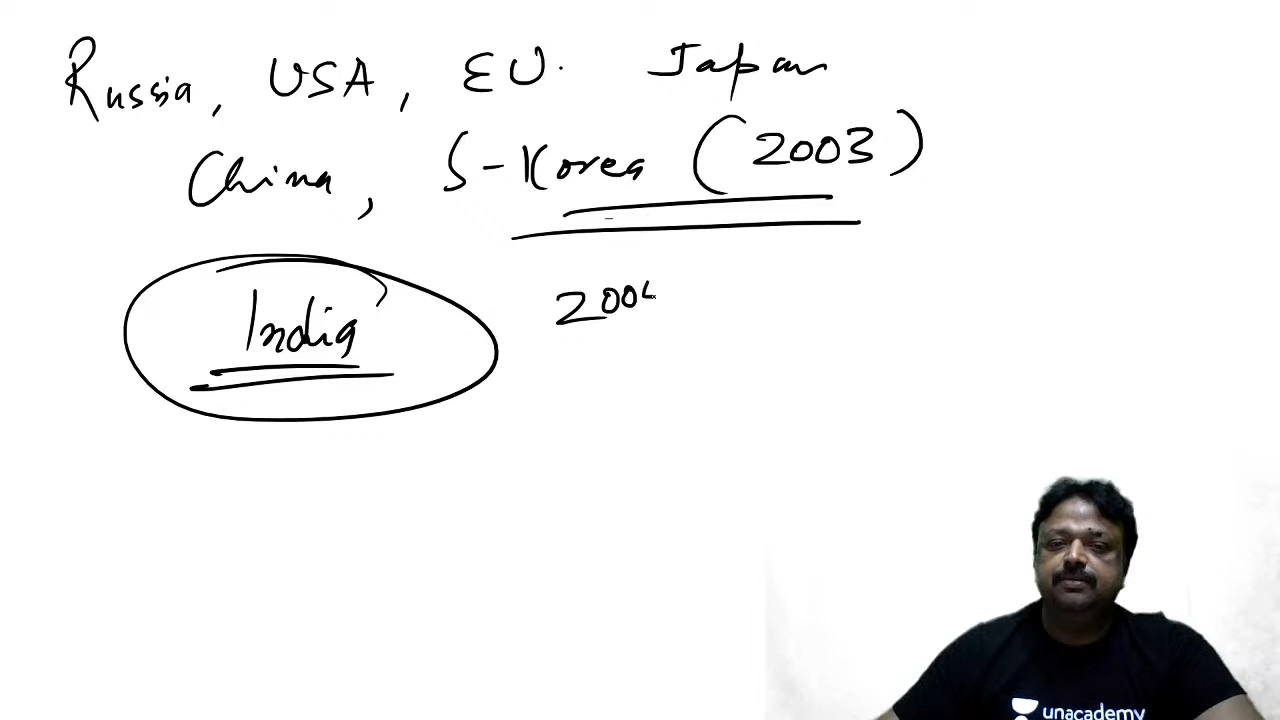 Russia, USA, EU. Japan
China, S-Korea (2003)
India
unacademy